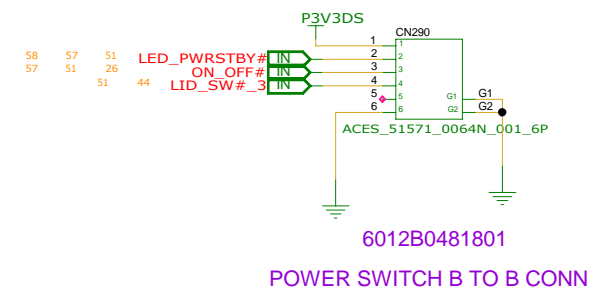 P3V3DS
CN290
1 1
58 57 51 LED_PWRSTBY# IN 2 2
57 51 26 ON_OFF# IN 3 3
51 44 LID_SW#_3 IN 4 4
5 5 G1 G1
6 6 G2 G2
ACES_51571_0064N_001_6P
6012B0481801
POWER SWITCH B TO B CONN